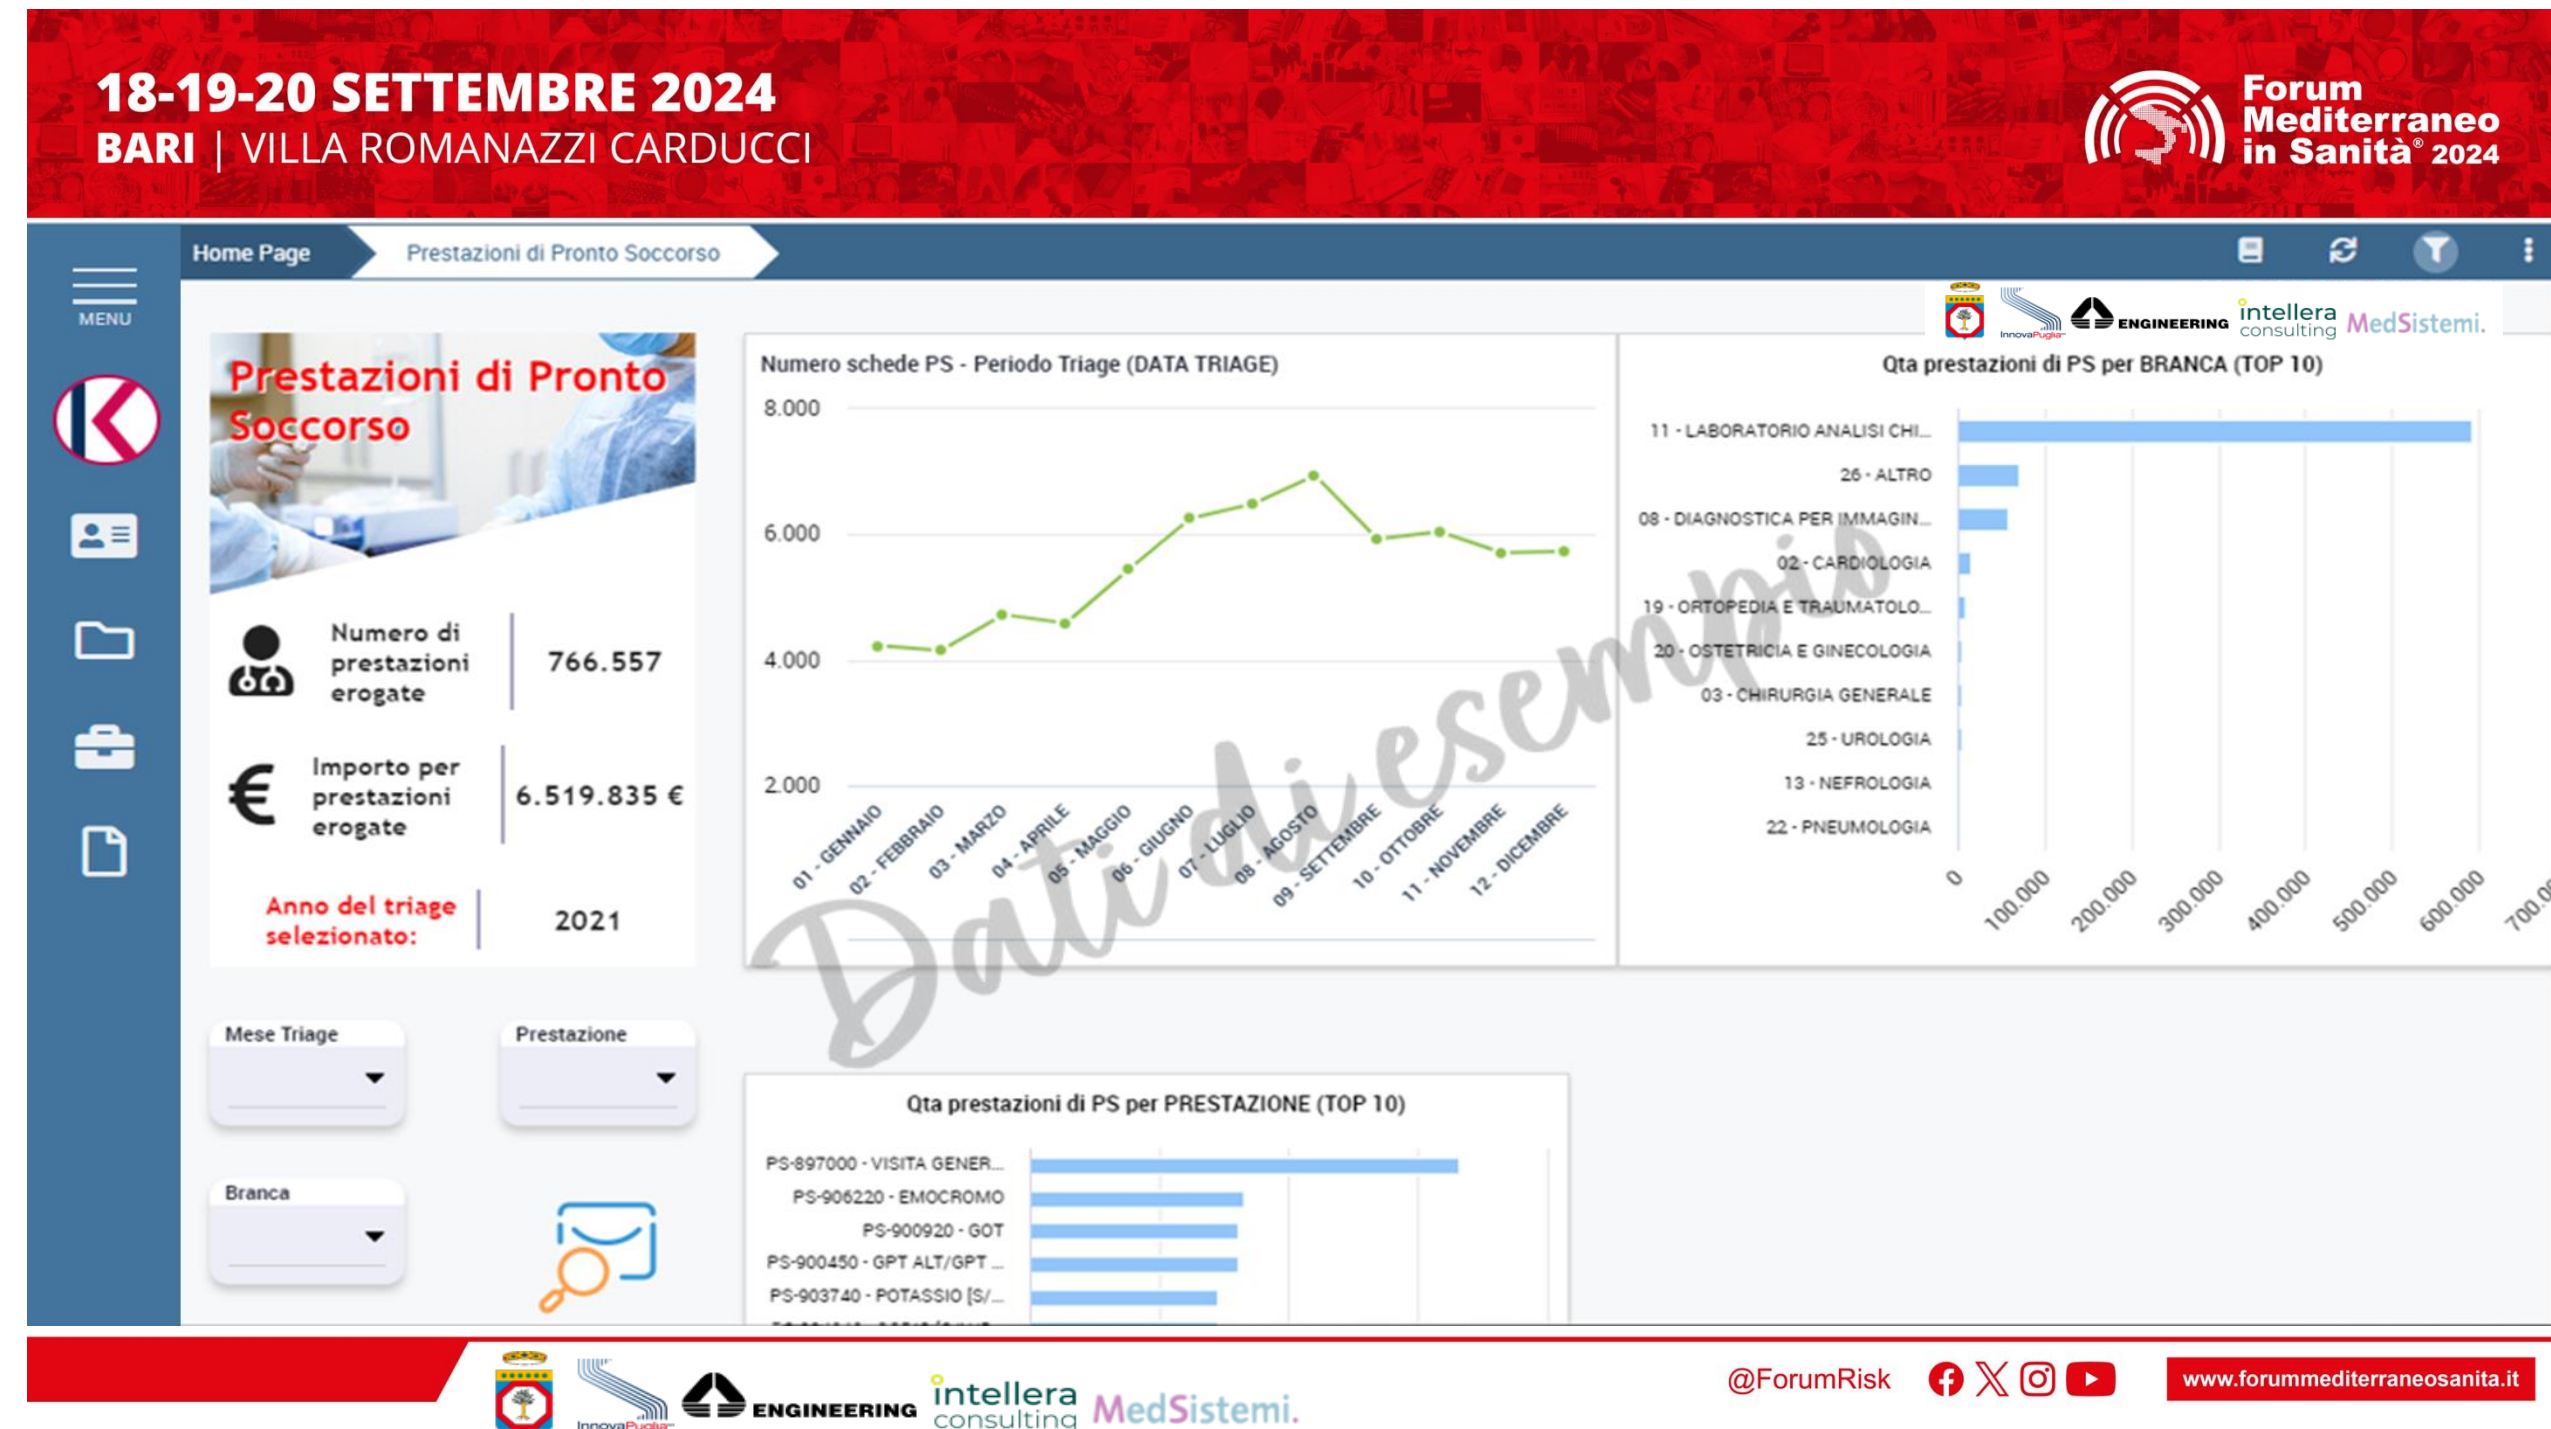 18-19-20 SETTEMBRE 2024
BARI | VILLA ROMANAZZI CARDUCCI
Forum
Mediterraneo
in Sanità® 2024
Home Page
Prestazioni di Pronto Soccorso
MENU
InnovaPuglia
ENGINEERING
intellera
consulting
MedSistemi.
Prestazioni di Pronto
Soccorso
Numero di
prestazioni
erogate
766.557
Importo per
prestazioni
erogate
6.519.835 €
Anno del triage
selezionato:
2021
Numero schede PS - Periodo Triage (DATA TRIAGE)
8.000
6.000
4.000
2.000
01 - GENNAIO
02 - FEBBRAIO
03 - MARZO
04 - APRILE
05 - MAGGIO
06 - GIUGNO
07 - LUGLIO
08 - AGOSTO
09 - SETTEMBRE
10 - OTTOBRE
11 - NOVEMBRE
12 - DICEMBRE
Qta prestazioni di PS per BRANCA (TOP 10)
11 - LABORATORIO ANALISI CHI...
26 - ALTRO
08 - DIAGNOSTICA PER IMMAGIN...
02 - CARDIOLOGIA
19 - ORTOPEDIA E TRAUMATOLO...
20 - OSTETRICIA E GINECOLOGIA
03 - CHIRURGIA GENERALE
25 - UROLOGIA
13 - NEFROLOGIA
22 - PNEUMOLOGIA
0
100.000
200.000
300.000
400.000
500.000
600.000
Dati di esempio
Mese Triage
Prestazione
Branca
Qta prestazioni di PS per PRESTAZIONE (TOP 10)
PS-897000 - VISITA GENER...
PS-906220 - EMOCROMO
PS-900920 - GOT
PS-900450 - GPT ALT/GPT ...
PS-903740 - POTASSIO [S/...
InnovaPuglia
ENGINEERING
intellera
consulting
MedSistemi.
@ForumRisk
www.forummediterraneosanita.it